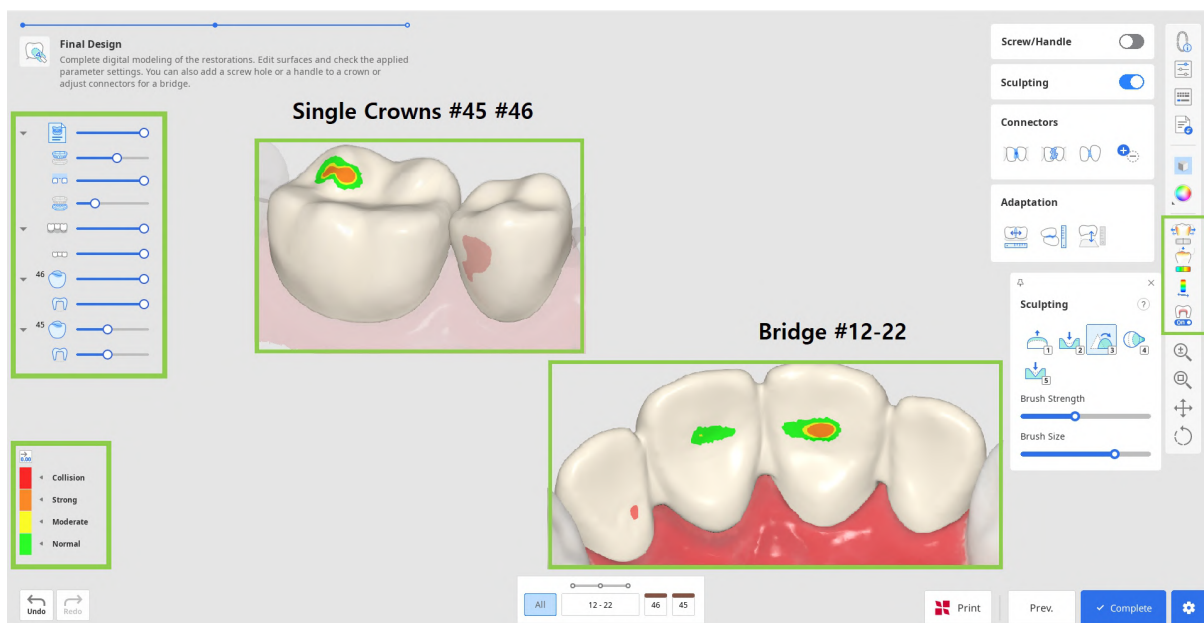 Final Design
Complete digital modeling of the restorations. Edit surfaces and check the applied
parameter settings. You can also add a screw hole or a handle to a crown or
adjust connectors for a bridge.
Single Crowns #45 #46
Screw/Handle
Sculpting
Connectors
Adaptation
46
45
Sculpting
?
1
2
3
4
5
Brush Strength
Brush Size
Bridge #12-22
0.00
Collision
Strong
Moderate
Normal
Undo
Redo
All
12 - 22
46
45
Print
Prev.
Complete